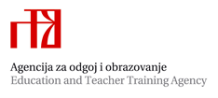 Agencija za odgoj i obrazovanje
Education and Teacher Training Agency